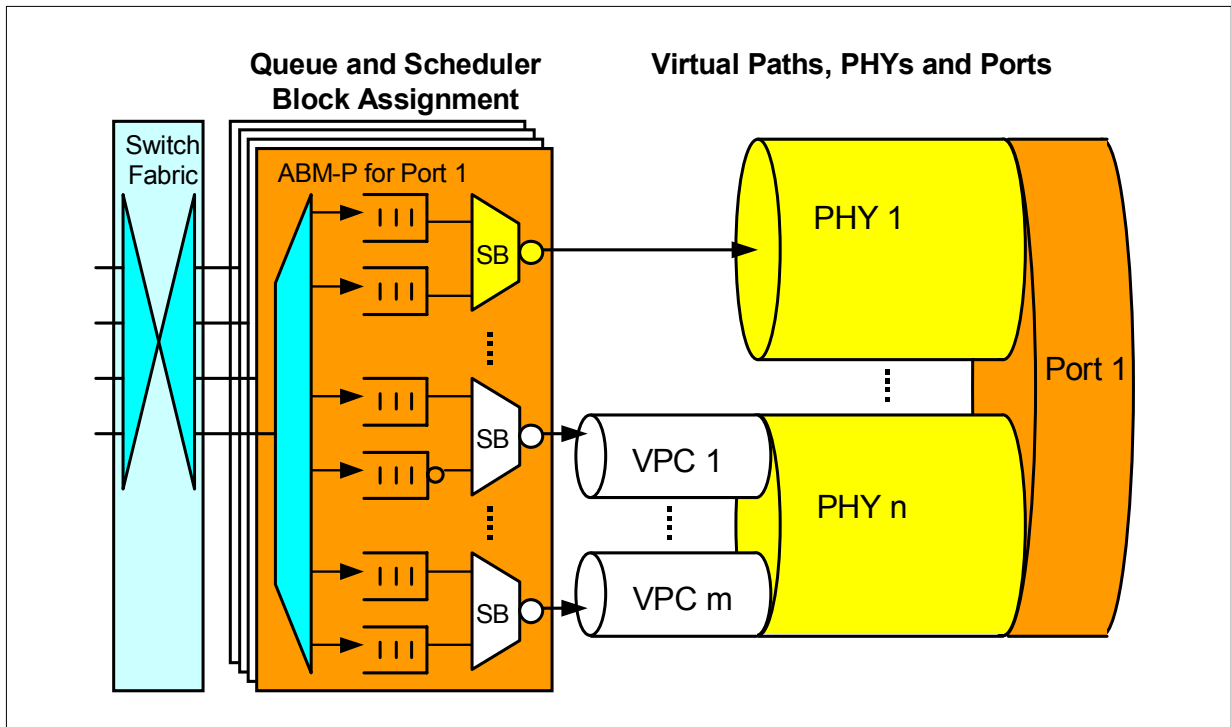 Queue and Scheduler
Block Assignment
Virtual Paths, PHYs and Ports
Switch
Fabric
ABM-P for Port 1
SB
PHY 1
Port 1
SB
VPC 1
PHY n
SB
VPC m